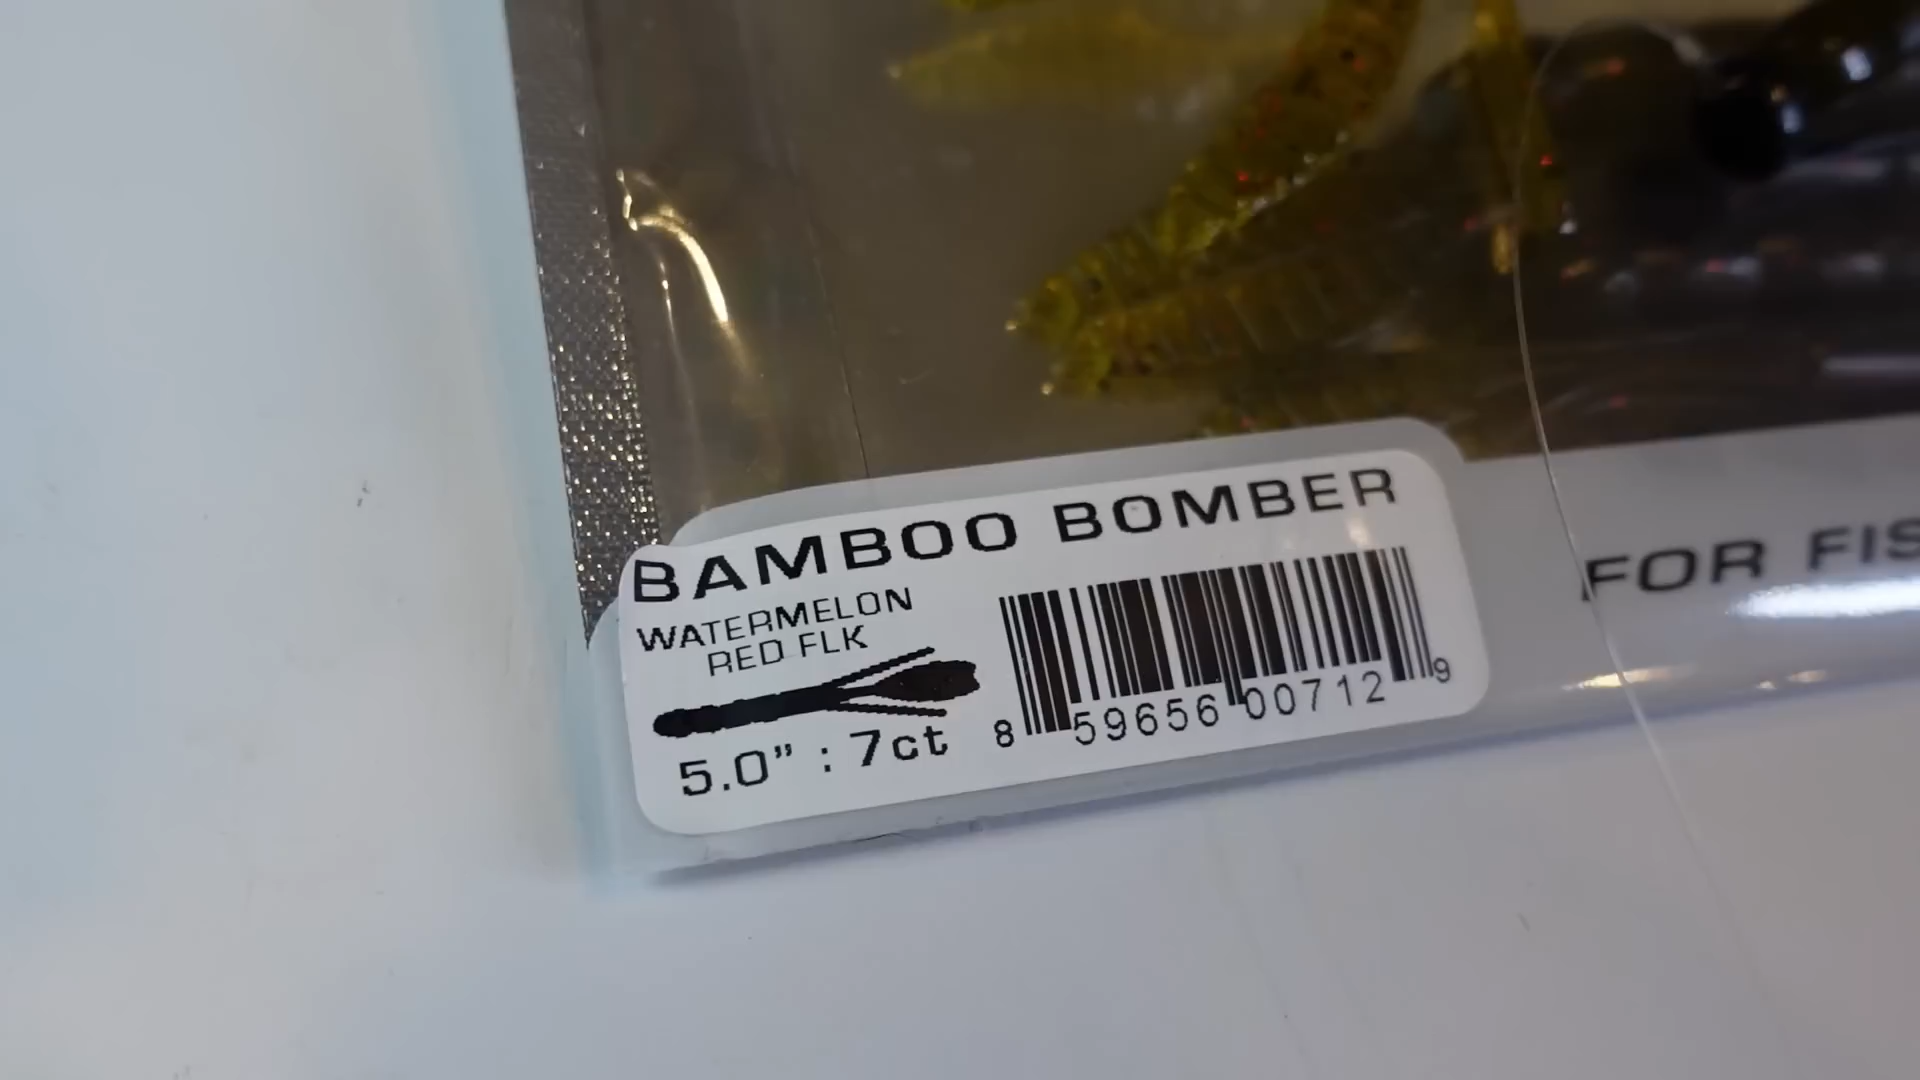 BAMBOO BOMBER
WATERMELON
RED FLK
5.0” : 7ct
8 59656 00712 9
FOR FIS